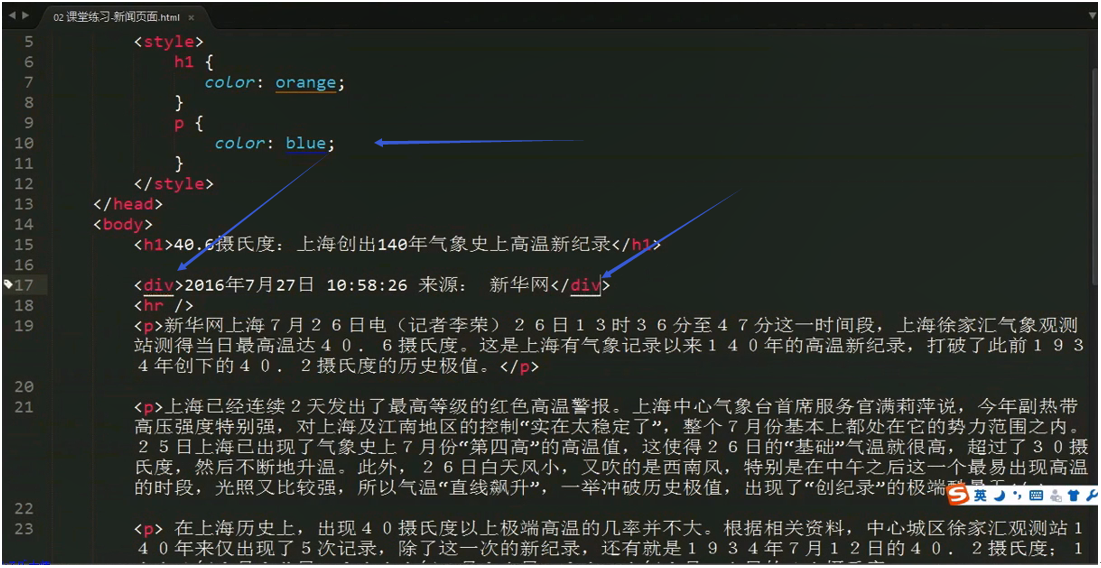 02 课堂练习-新闻页面.html ×
5 <style>
6 h1 {
7 color: orange;
8 }
9 p {
10 color: blue;
11 }
12 </style>
13 </head>
14 <body>
15 <h1>40.6摄氏度：上海创出140年气象史上高温新纪录</h1>
16
17 <div>2016年7月27日 10:58:26 来源： 新华网</div>
18 <hr />
19 <p>新华网上海７月２６日电（记者李荣）２６日１３时３６分至４７分这一时间段，上海徐家汇气象观测
站测得当日最高温达４０．６摄氏度。这是上海有气象记录以来１４０年的高温新纪录，打破了此前１９３
４年创下的４０．２摄氏度的历史极值。</p>
20
21 <p>上海已经连续２天发出了最高等级的红色高温警报。上海中心气象台首席服务官满莉萍说，今年副热带
高压强度特别强，对上海及江南地区的控制“实在太稳定了”，整个７月份基本上都处在它的势力范围之内。
２５日上海已出现了气象史上７月份“第四高”的高温值，这使得２６日的“基础”气温就很高，超过了３０摄
氏度，然后不断地升温。此外，２６日白天风小，又吹的是西南风，特别是在中午之后这一个最易出现高温
的时段，光照又比较强，所以气温“直线飙升”，一举冲破历史极值，出现了“创纪录”的极端
22
23 <p> 在上海历史上，出现４０摄氏度以上极端高温的几率并不大。根据相关资料，中心城区徐家汇观测站１
４０年来仅出现了５次记录，除了这一次的新纪录，还有就是１９３４年７月１２日的４０．２摄氏度；１
S 英